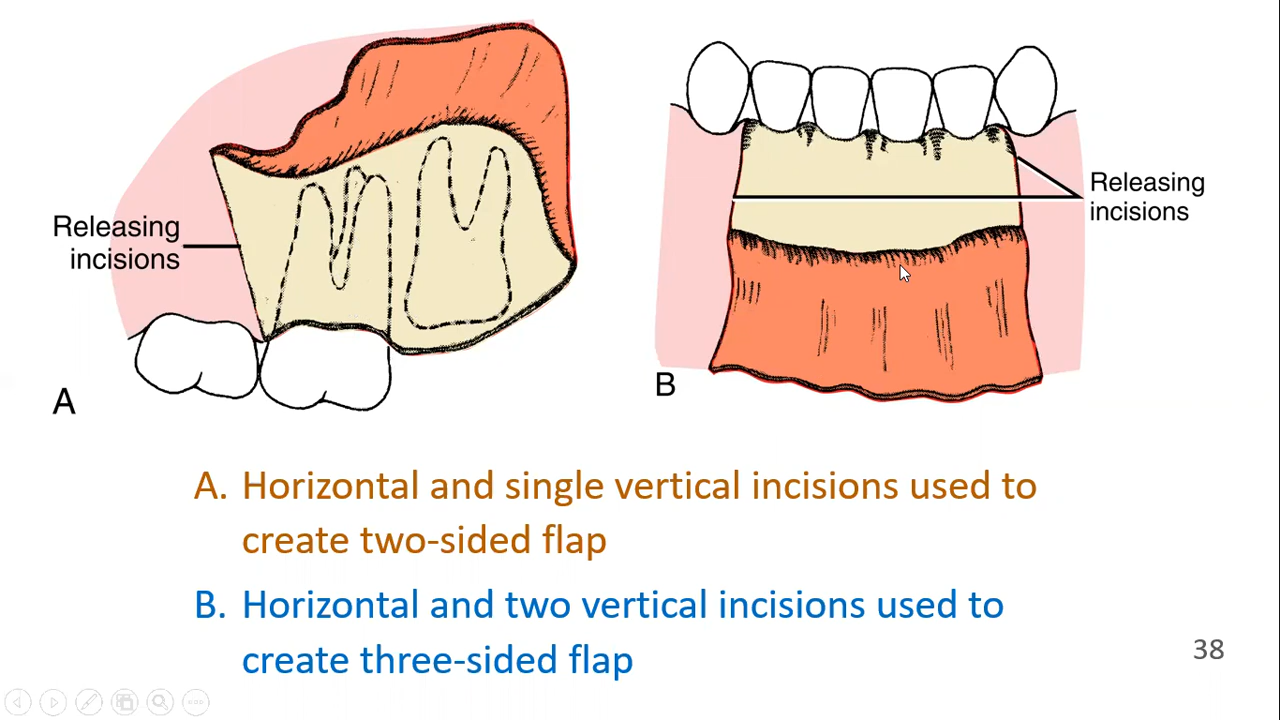 Releasing
incisions
A
Releasing
incisions
B
A. Horizontal and single vertical incisions used to
create two-sided flap
B. Horizontal and two vertical incisions used to
create three-sided flap
38